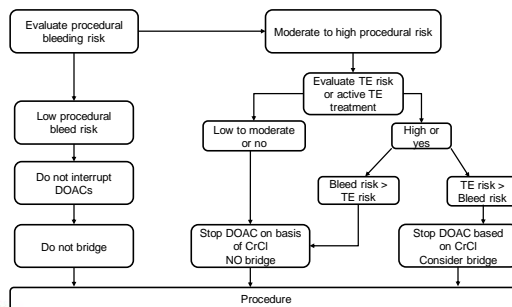 Evaluate procedural
bleeding risk
Moderate to high procedural risk
Evaluate TE risk
or active TE
treatment
Low procedural
bleed risk
Low to moderate
or no
High or
yes
Do not interrupt
DOACs
Bleed risk >
TE risk
TE risk >
Bleed risk
Do not bridge
Stop DOAC on basis
of CrCl
NO bridge
Stop DOAC based
on CrCl
Consider bridge
Procedure